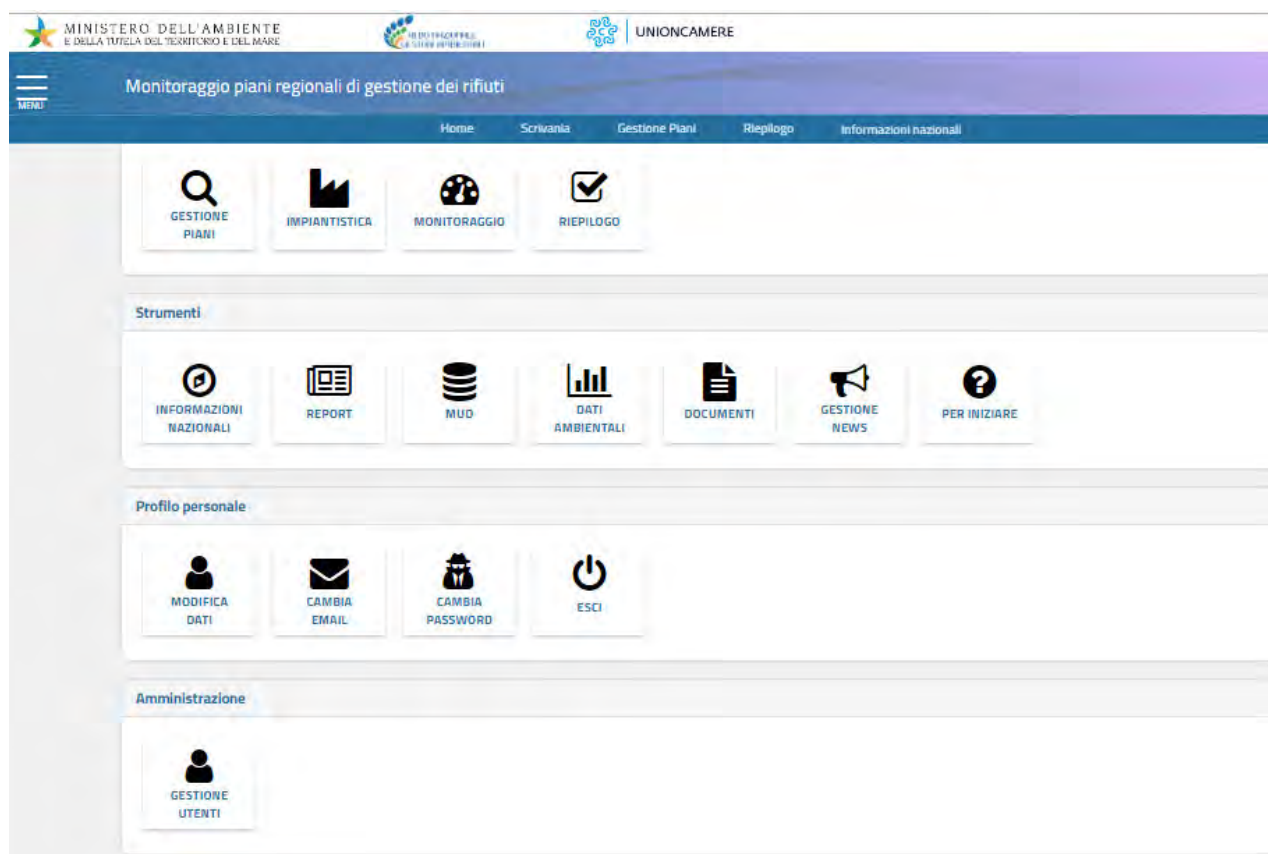 MINISTERO DELL'AMBIENTE
E DELLA TUTELA DEL TERRITORIO E DEL MARE
UNIONCAMERE
MENU
Monitoraggio piani regionali di gestione dei rifiuti
Home Scrivania Gestione Piani Riepilogo Informazioni nazionali
GESTIONE
PIANI
IMPIANTISTICA
MONITORAGGIO
RIEPILOGO
Strumenti
INFORMAZIONI
NAZIONALI
REPORT
MUD
DATI
AMBIENTALI
DOCUMENTI
GESTIONE
NEWS
PER INIZIARE
Profilo personale
MODIFICA
DATI
CAMBIA
EMAIL
CAMBIA
PASSWORD
ESCI
Amministrazione
GESTIONE
UTENTI